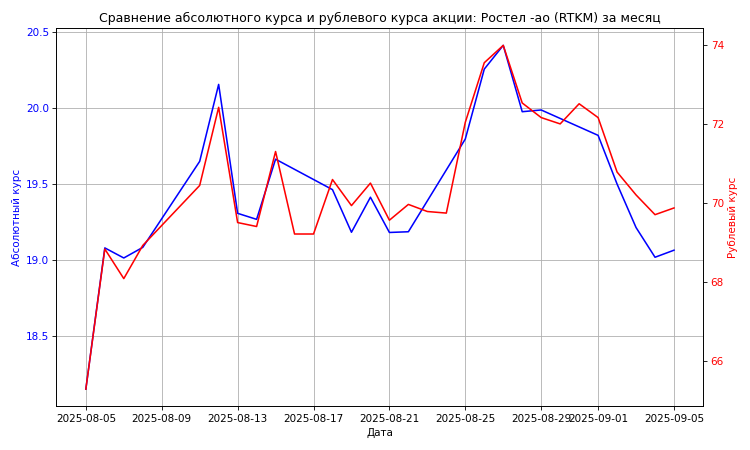 Сравнение абсолютного курса и рублевого курса акции: Ростел -ао (RTKM) за месяц
20.5
20.0
19.5
19.0
18.5
Абсолютный курс
74
72
70
68
66
Рублевый курс
2025-08-05 2025-08-09 2025-08-13 2025-08-17 2025-08-21 2025-08-25 2025-08-29 2025-09-01 2025-09-05
Дата